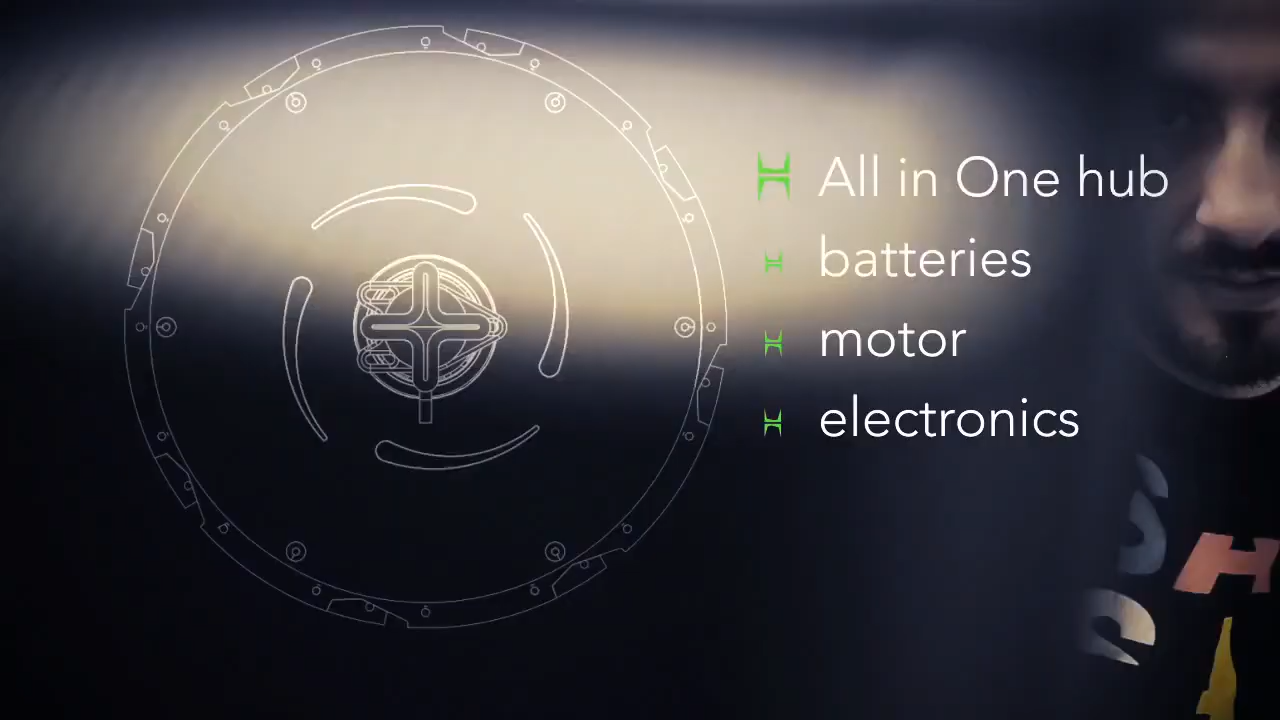 All in One hub
batteries
motor
electronics
S H